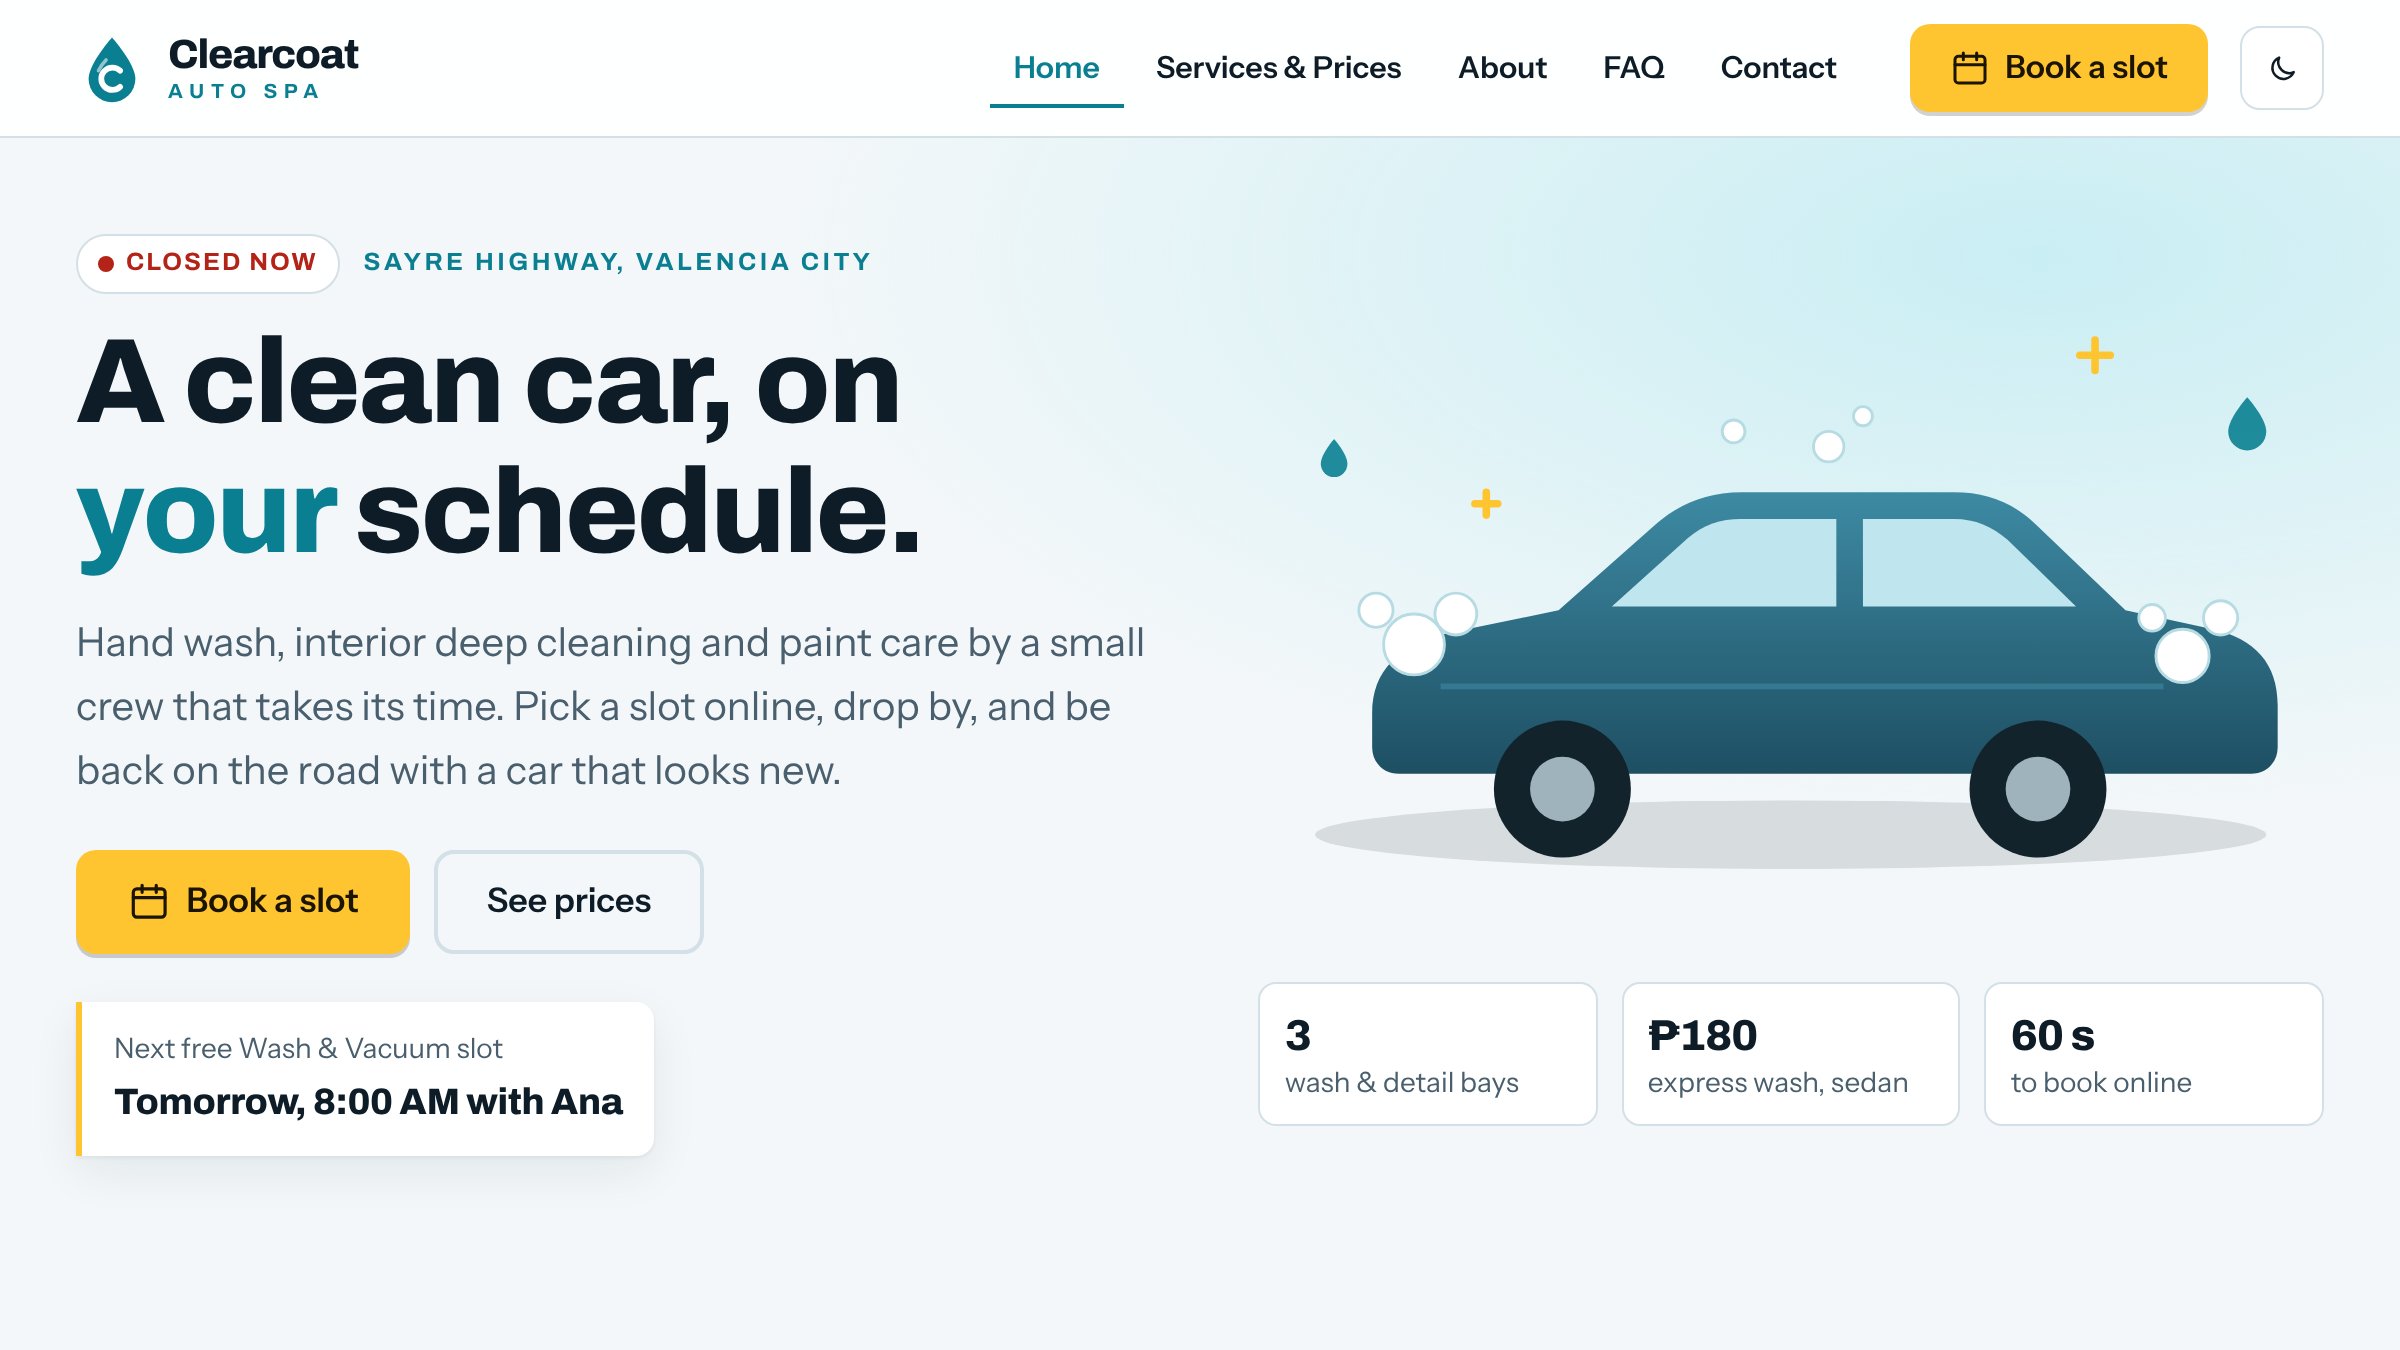 Clearcoat
AUTO SPA
Home
Services & Prices
About
FAQ
Contact
Book a slot
CLOSED NOW
SAYRE HIGHWAY, VALENCIA CITY
A clean car, on
your schedule.
Hand wash, interior deep cleaning and paint care by a small
crew that takes its time. Pick a slot online, drop by, and be
back on the road with a car that looks new.
Book a slot
See prices
Next free Wash & Vacuum slot
Tomorrow, 8:00 AM with Ana
3
wash & detail bays
₱180
express wash, sedan
60 s
to book online